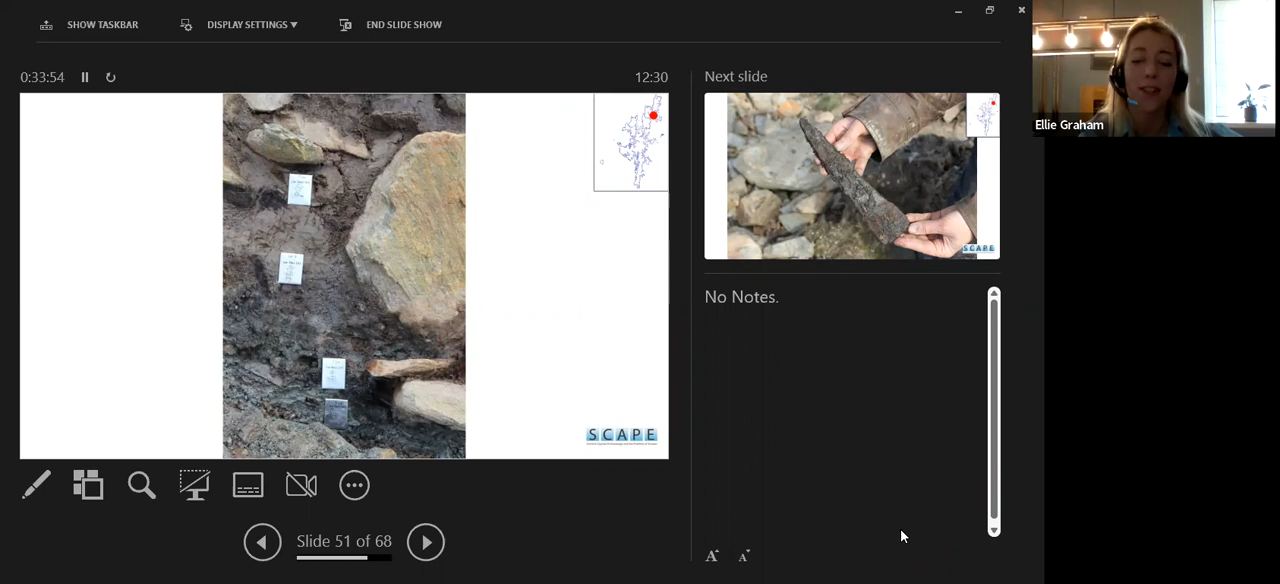 SHOW TASKBAR
DISPLAY SETTINGS ▼
END SLIDE SHOW
0:33:54
12:30
Next slide
Ellie Graham
SCAPE
SCAPE
No Notes.
Slide 51 of 68
A
A